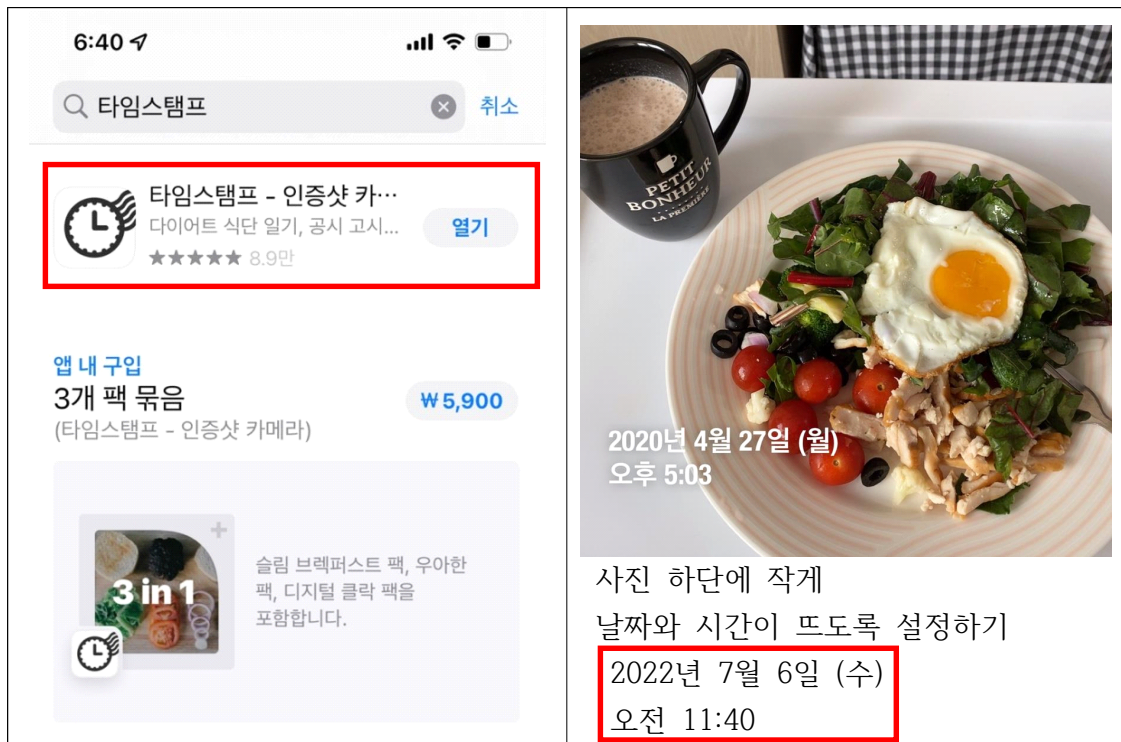 6:40
타임스탬프
취소
타임스탬프 - 인증샷 카…
다이어트 식단 일기, 공시 고시...
열기
★★★★★ 8.9만
앱 내 구입
3개 팩 묶음
₩5,900
(타임스탬프 - 인증샷 카메라)
3 in 1
슬림 브렉퍼스트 팩, 우아한
팩, 디지털 클락 팩을
포함합니다.
PETIT
BONHEUR
LA PREMIÈRE
2020년 4월 27일 (월)
오후 5:03
사진 하단에 작게
날짜와 시간이 뜨도록 설정하기
2022년 7월 6일 (수)
오전 11:40